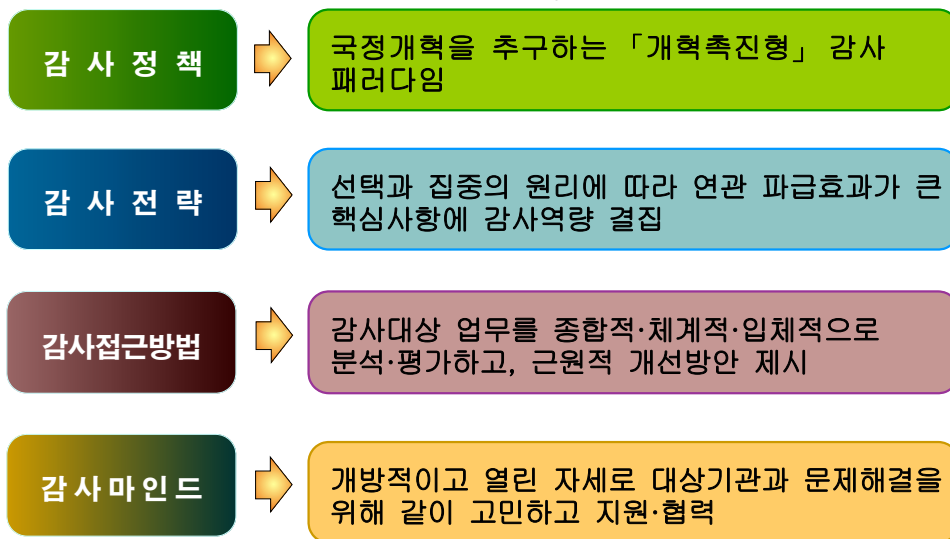 감 사 정 책
국정개혁을 추구하는 「개혁촉진형」 감사
패러다임
감 사 전 략
선택과 집중의 원리에 따라 연관 파급효과가 큰
핵심사항에 감사역량 결집
감사접근방법
감사대상 업무를 종합적·체계적·입체적으로
분석·평가하고, 근원적 개선방안 제시
감 사 마 인 드
개방적이고 열린 자세로 대상기관과 문제해결을
위해 같이 고민하고 지원·협력